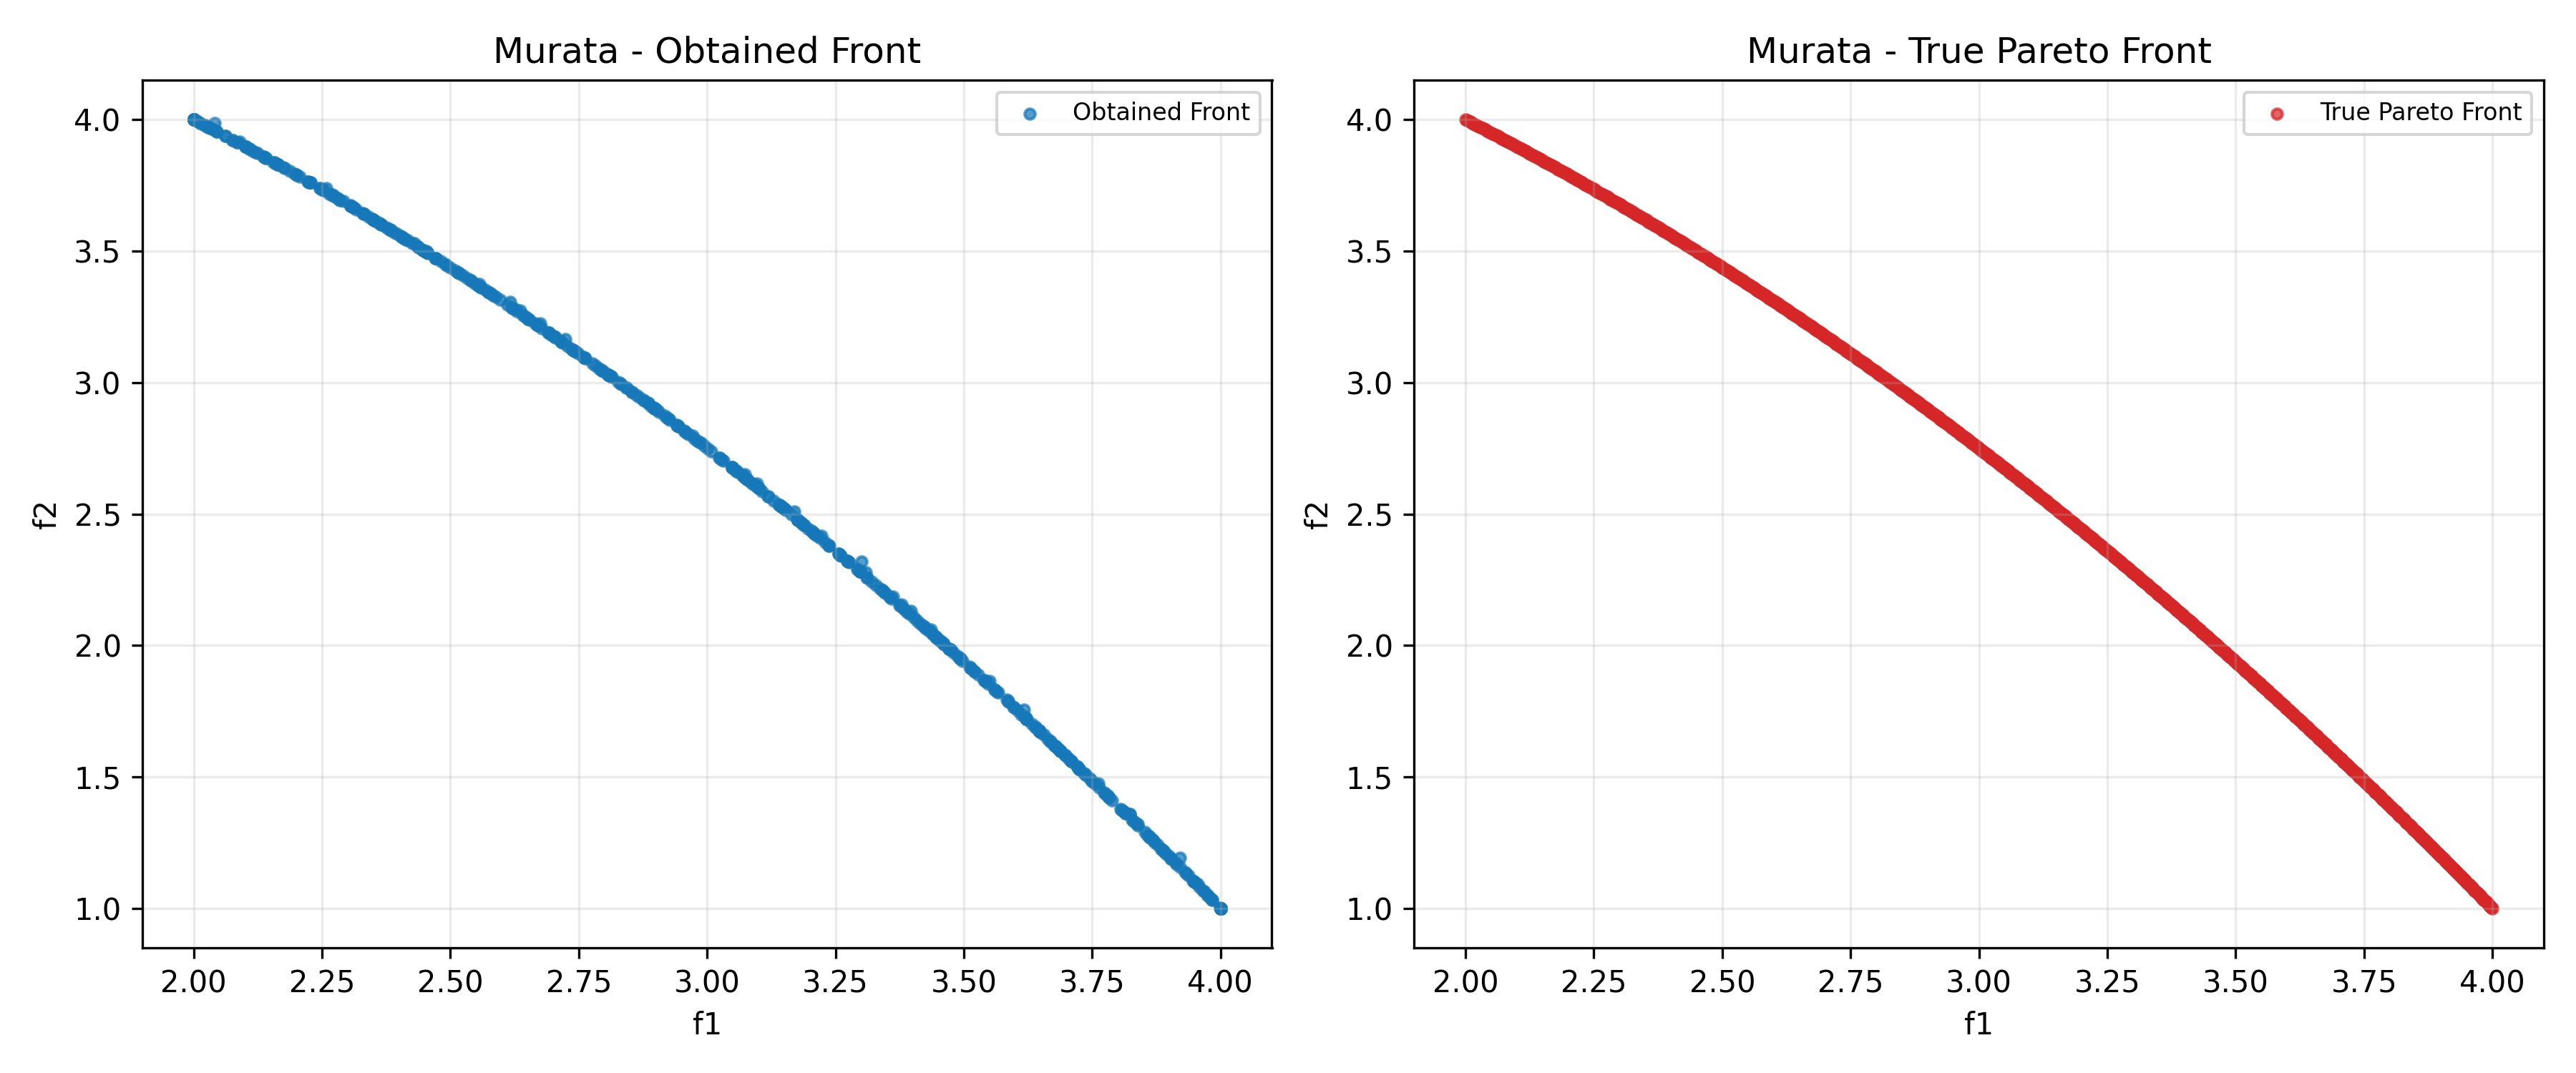 Murata - Obtained Front
Obtained Front
4.0
3.5
3.0
2.5
2.0
1.5
1.0
f2
2.00 2.25 2.50 2.75 3.00 3.25 3.50 3.75 4.00
f1
Murata - True Pareto Front
True Pareto Front
4.0
3.5
3.0
2.5
2.0
1.5
1.0
f2
2.00 2.25 2.50 2.75 3.00 3.25 3.50 3.75 4.00
f1